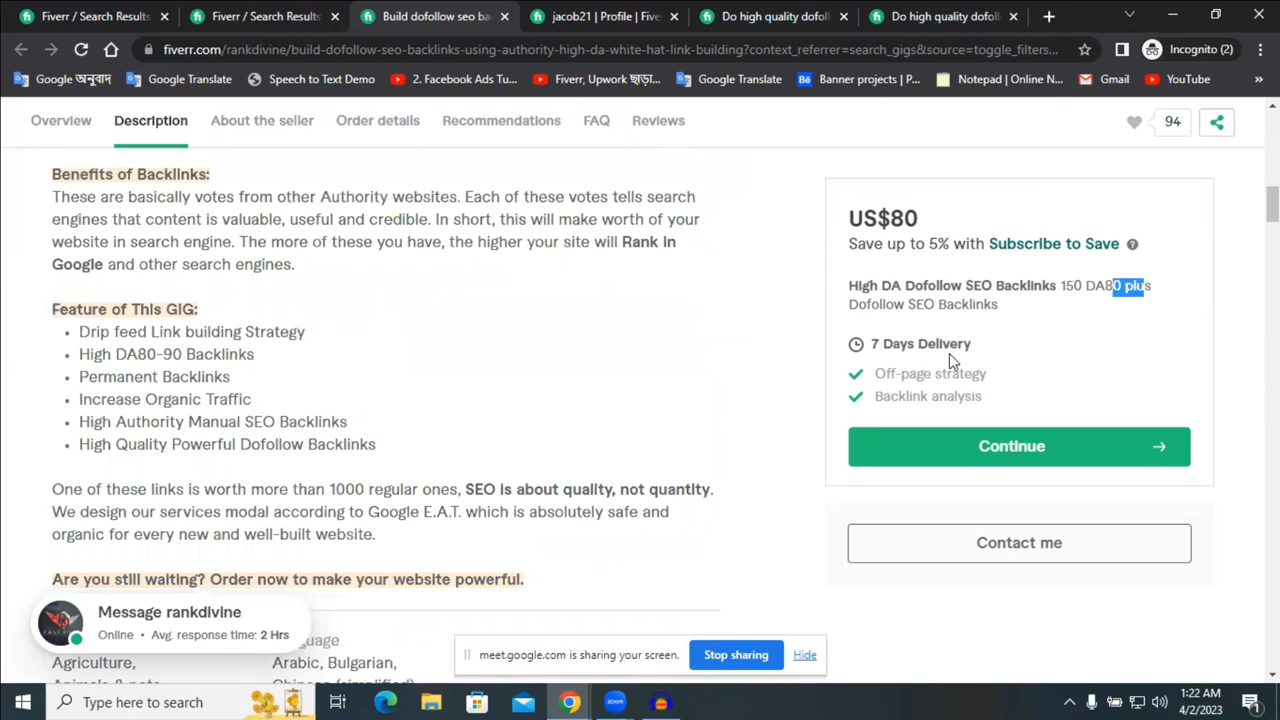 Fiverr / Search Results
Fiverr / Search Results
Build dofollow seo ba
jacob21 | Profile | Five
Do high quality dofol
Do high quality dofol
fiverr.com/rankdivine/build-dofollow-seo-backlinks-using-authority-high-da-white-hat-link-building?context_referrer=search_gigs&source=toggle_filters...
Incognito (2)
Google অনুবাদ
Google Translate
Speech to Text Demo
2. Facebook Ads Tu...
Fiverr, Upwork ছাড়া...
Google Translate
Banner projects | P...
Notepad | Online N...
Gmail
YouTube
»
Overview
Description
About the seller
Order details
Recommendations
FAQ
Reviews
94
Benefits of Backlinks:
These are basically votes from other Authority websites. Each of these votes tells search
engines that content is valuable, useful and credible. In short, this will make worth of your
website in search engine. The more of these you have, the higher your site will Rank In
Google and other search engines.
Feature of This GIG:
• Drip feed Link building Strategy
• High DA80-90 Backlinks
• Permanent Backlinks
• Increase Organic Traffic
• High Authority Manual SEO Backlinks
• High Quality Powerful Dofollow Backlinks
One of these links is worth more than 1000 regular ones, SEO is about quality, not quantity.
We design our services modal according to Google E.A.T. which is absolutely safe and
organic for every new and well-built website.
Are you still waiting? Order now to make your website powerful.
US$80
Save up to 5% with Subscribe to Save
High DA Dofollow SEO Backlinks 150 DA80 plus
Dofollow SEO Backlinks
7 Days Delivery
Off-page strategy
Backlink analysis
Continue
Contact me
Message rankdivine
Online • Avg. response time: 2 Hrs
Agriculture,
Arabic, Bulgarian,
meet.google.com is sharing your screen.
Stop sharing
Hide
Type here to search
1:22 AM
4/2/2023